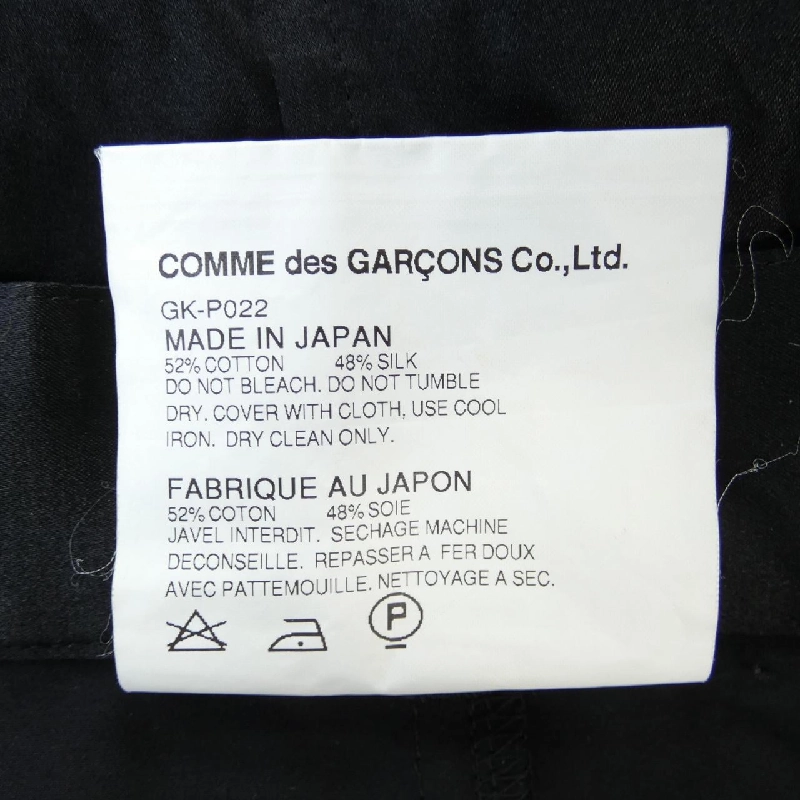 COMME des GARÇONS Co.,Ltd.
GK-P022
MADE IN JAPAN
52% COTTON 48% SILK
DO NOT BLEACH. DO NOT TUMBLE
DRY. COVER WITH CLOTH, USE COOL
IRON. DRY CLEAN ONLY.
FABRIQUE AU JAPON
52% COTON 48% SOIE
JAVEL INTERDIT. SECHAGE MACHINE
DECONSEILLE. REPASSER A FER DOUX
AVEC PATTEMOUILLE. NETTOYAGE A SEC.
P